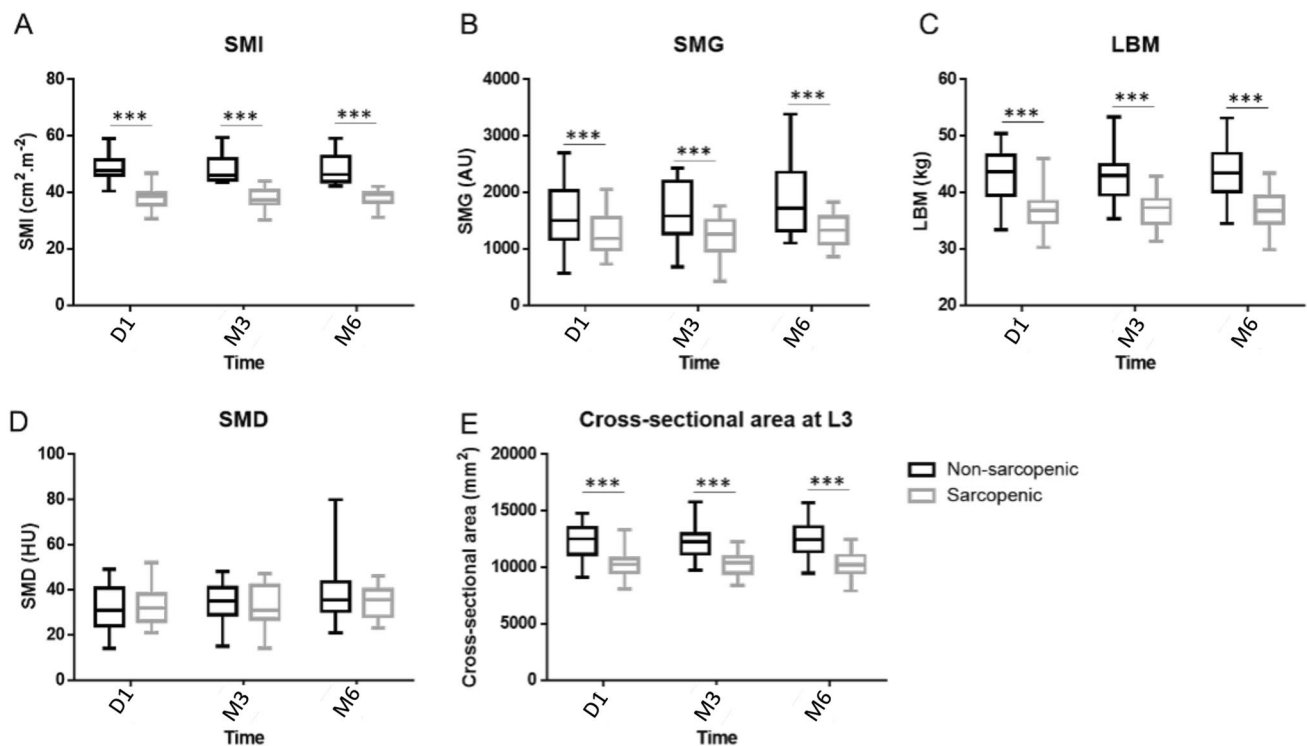 A
SMI
SMI (cm².m⁻²)
80
60
40
20
0
***
***
***
D1
M3
M6
Time
B
SMG
SMG (AU)
4000
3000
2000
1000
0
***
***
***
D1
M3
M6
Time
C
LBM
LBM (kg)
60
50
40
30
20
***
***
***
D1
M3
M6
Time
D
SMD
SMD (HU)
100
80
60
40
20
0
D1
M3
M6
Time
E
Cross-sectional area at L3
Cross-sectional area (mm²)
20000
15000
10000
5000
0
***
***
***
D1
M3
M6
Time
Non-sarcopenic
Sarcopenic